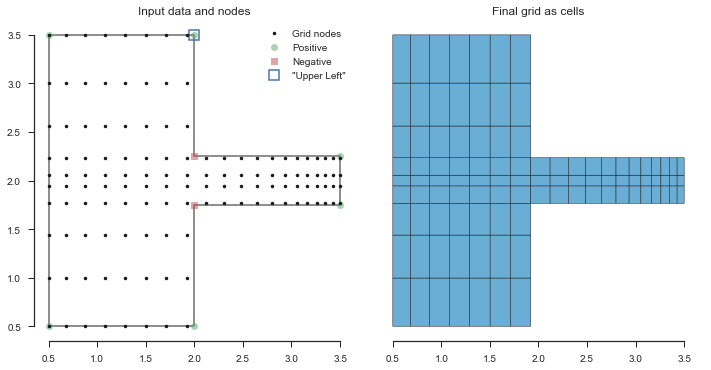 Input data and nodes
Final grid as cells
Grid nodes
Positive
Negative
"Upper Left"
3.5
3.0
2.5
2.0
1.5
1.0
0.5
0.5 1.0 1.5 2.0 2.5 3.0 3.5
0.5 1.0 1.5 2.0 2.5 3.0 3.5